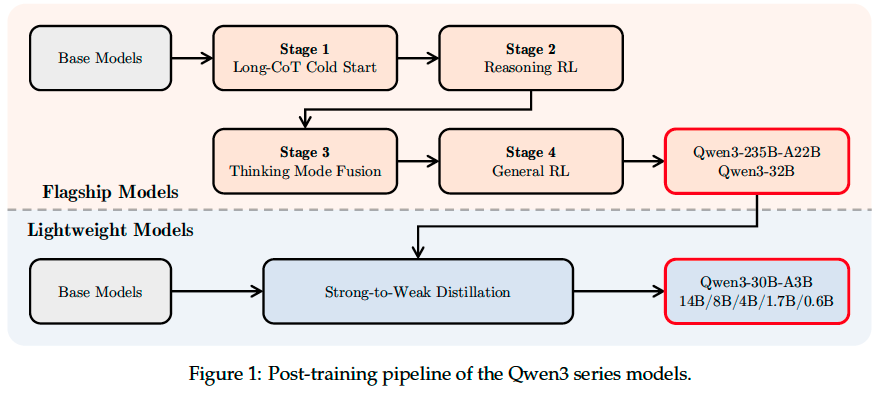 Base Models
Stage 1
Long-CoT Cold Start
Stage 2
Reasoning RL
Stage 3
Thinking Mode Fusion
Stage 4
General RL
Qwen3-235B-A22B
Qwen3-32B
Flagship Models
Lightweight Models
Base Models
Strong-to-Weak Distillation
Qwen3-30B-A3B
14B/8B/4B/1.7B/0.6B
Figure 1: Post-training pipeline of the Qwen3 series models.